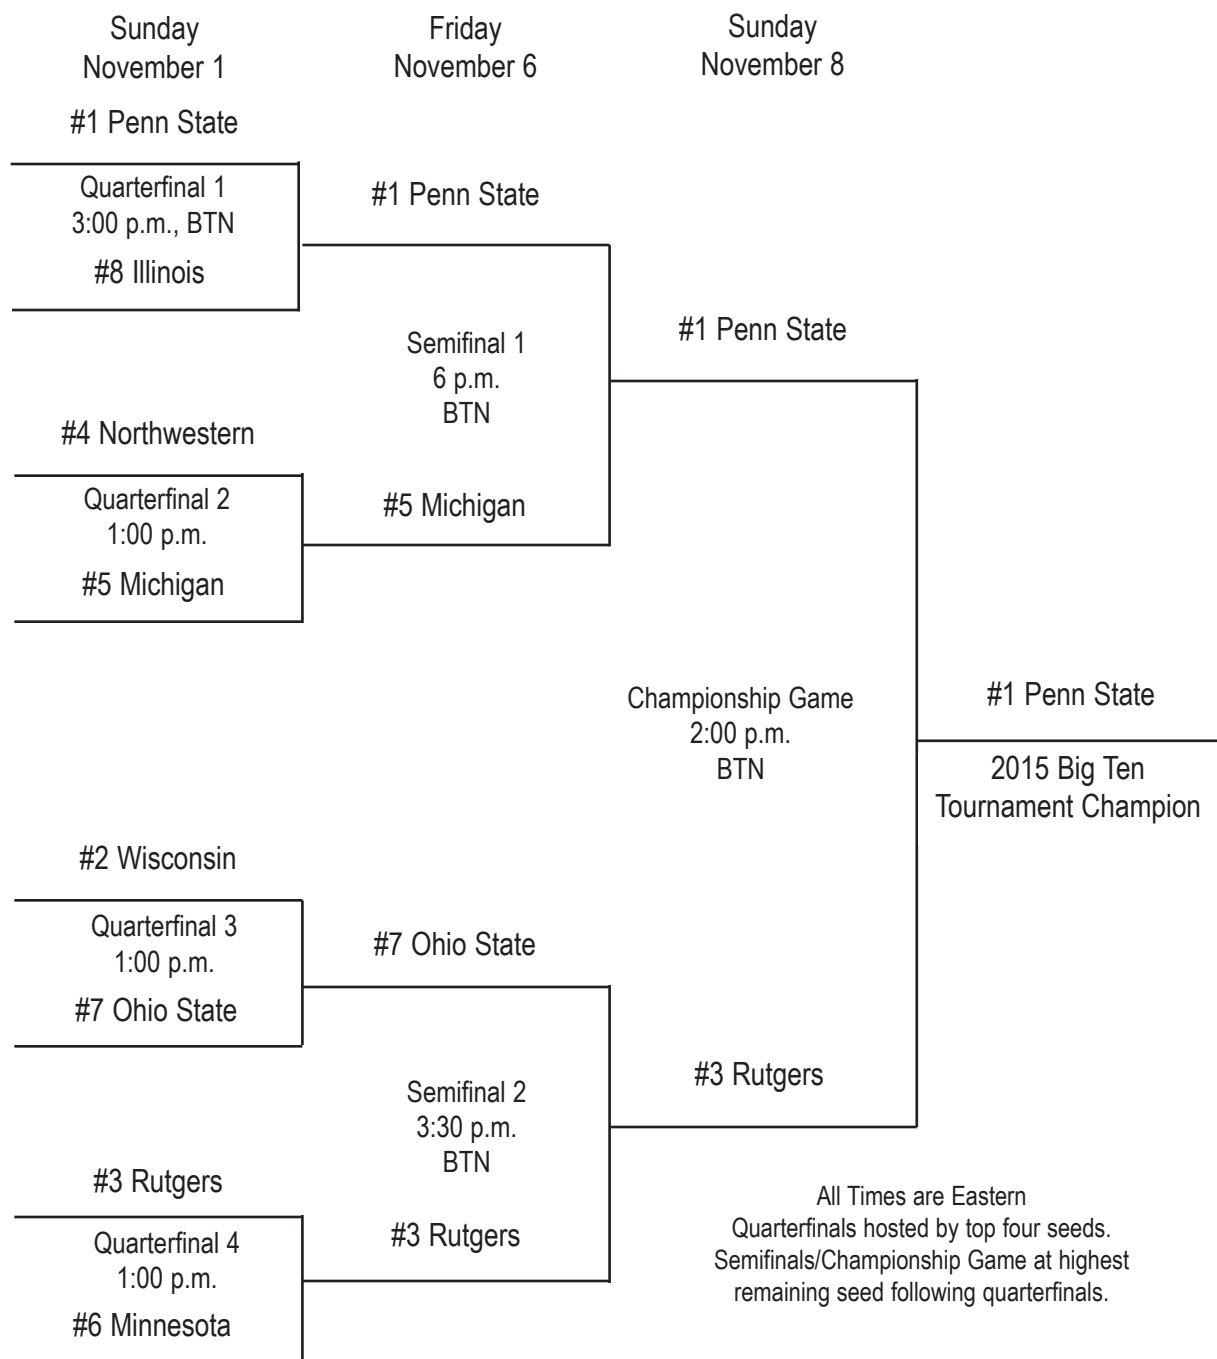 Sunday
November 1
Friday
November 6
Sunday
November 8
#1 Penn State
Quarterfinal 1
3:00 p.m., BTN
#8 Illinois
#1 Penn State
Semifinal 1
6 p.m.
BTN
#1 Penn State
#4 Northwestern
Quarterfinal 2
1:00 p.m.
#5 Michigan
#5 Michigan
Championship Game
2:00 p.m.
BTN
#1 Penn State
2015 Big Ten
Tournament Champion
#2 Wisconsin
Quarterfinal 3
1:00 p.m.
#7 Ohio State
#7 Ohio State
Semifinal 2
3:30 p.m.
BTN
#3 Rutgers
#3 Rutgers
Quarterfinal 4
1:00 p.m.
#6 Minnesota
#3 Rutgers
All Times are Eastern
Quarterfinals hosted by top four seeds.
Semifinals/Championship Game at highest
remaining seed following quarterfinals.